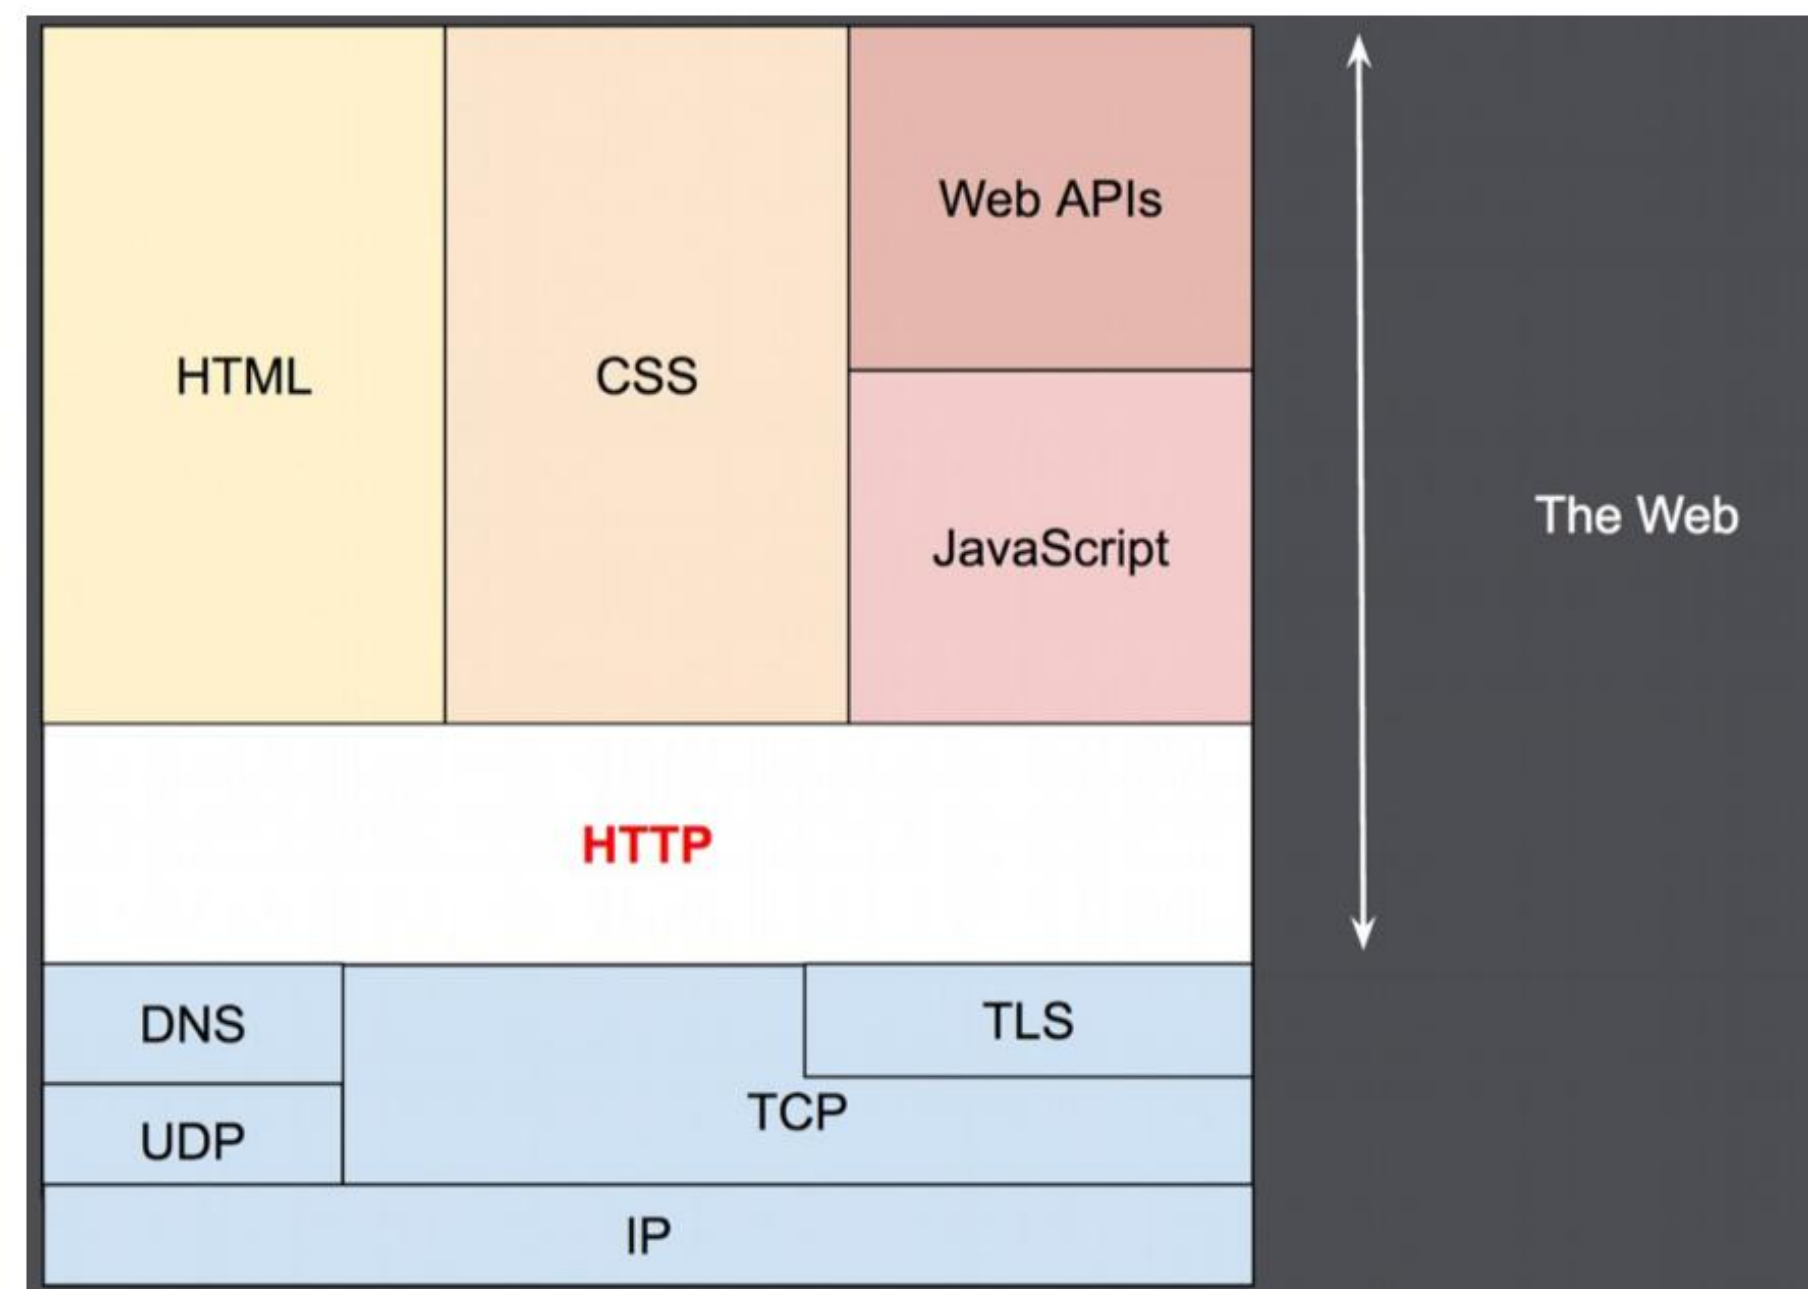 Web APIs
HTML
CSS
JavaScript
The Web
HTTP
DNS
TLS
TCP
UDP
IP